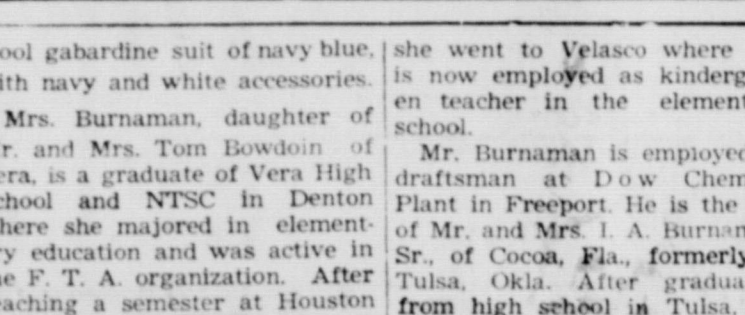 ool gabardine suit of navy blue,
ith navy and white accessories.
Mrs. Burnaman, daughter of
r. and Mrs. Tom Bowdoin of
era, is a graduate of Vera High
chool and NTSC in Denton
here she majored in element-
ry education and was active in
e F. T. A. organization. After
eaching a semester at Houston
she went to Velasco where
is now employed as kinderg
en teacher in the element
school.
Mr. Burnaman is employed
draftsman at Dow Chem
Plant in Freeport. He is the
of Mr. and Mrs. I. A. Burnam
Sr., of Cocoa, Fla., formerly
Tulsa, Okla. After gradua
from high school in Tulsa,